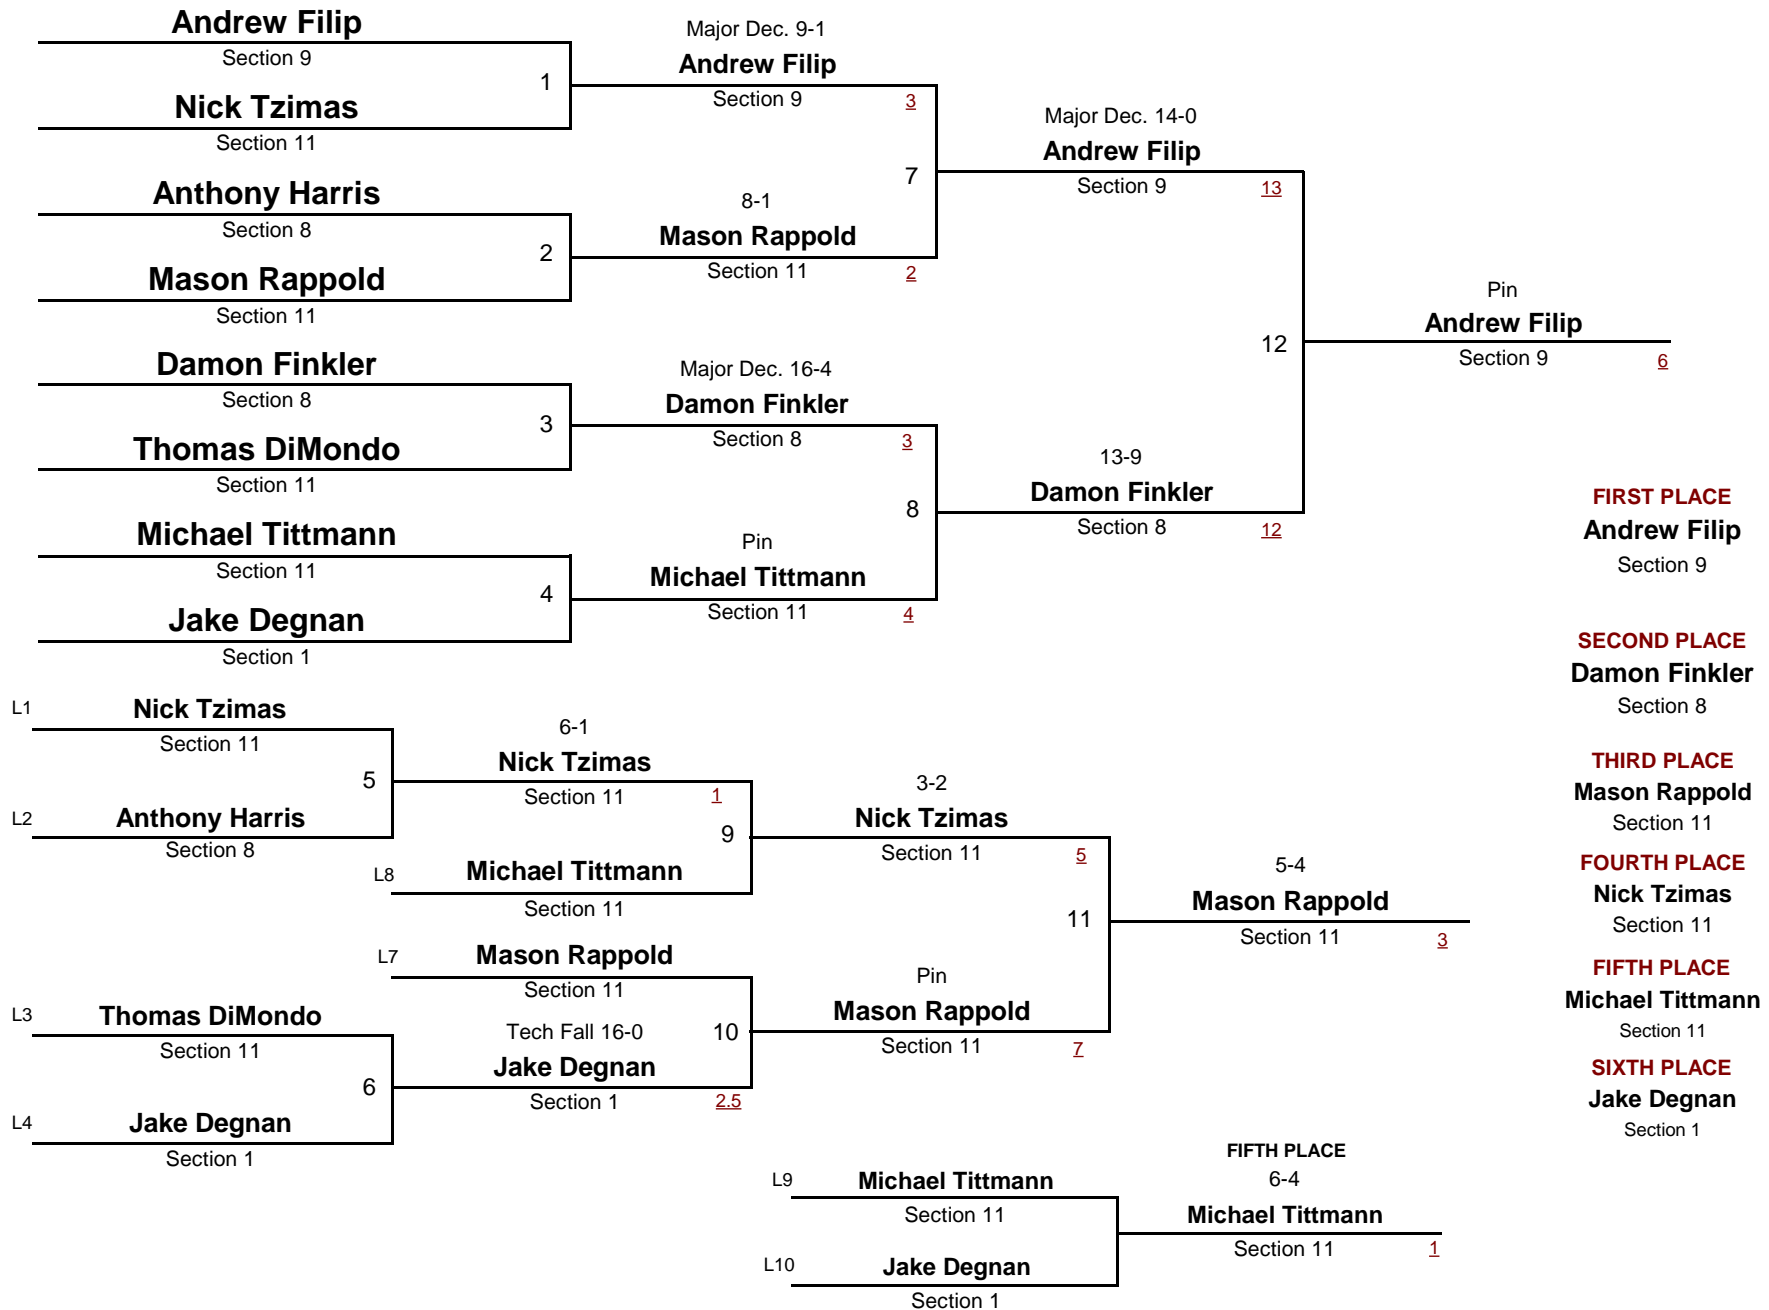 Andrew Filip
Section 9
1
Nick Tzimas
Section 11
Anthony Harris
Section 8
2
Mason Rappold
Section 11
Damon Finkler
Section 8
3
Thomas DiMondo
Section 11
Michael Tittmann
Section 11
4
Jake Degnan
Section 1
Major Dec. 9-1
Andrew Filip
Section 9
3
7
8-1
Mason Rappold
Section 11
2
Major Dec. 16-4
Damon Finkler
Section 8
3
8
Pin
Michael Tittmann
Section 11
4
Major Dec. 14-0
Andrew Filip
Section 9
13
12
13-9
Damon Finkler
Section 8
12
Pin
Andrew Filip
Section 9
6
FIRST PLACE
Andrew Filip
Section 9
SECOND PLACE
Damon Finkler
Section 8
THIRD PLACE
Mason Rappold
Section 11
FOURTH PLACE
Nick Tzimas
Section 11
FIFTH PLACE
Michael Tittmann
Section 11
SIXTH PLACE
Jake Degnan
Section 1
L1
Nick Tzimas
Section 11
5
L2
Anthony Harris
Section 8
6-1
Nick Tzimas
Section 11
1
9
L8
Michael Tittmann
Section 11
L7
Mason Rappold
Section 11
10
L3
Thomas DiMondo
Section 11
6
L4
Jake Degnan
Section 1
Tech Fall 16-0
Jake Degnan
Section 1
2.5
3-2
Nick Tzimas
Section 11
5
11
Pin
Mason Rappold
Section 11
7
5-4
Mason Rappold
Section 11
3
L9
Michael Tittmann
Section 11
L10
Jake Degnan
Section 1
FIFTH PLACE
6-4
Michael Tittmann
Section 11
1